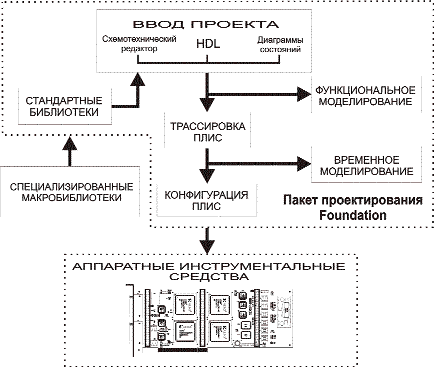 ВВОД ПРОЕКТА
Схемотехнический
редактор
HDL
Диаграммы
состояний
СТАНДАРТНЫЕ
БИБЛИОТЕКИ
ФУНКЦИОНАЛЬНОЕ
МОДЕЛИРОВАНИЕ
ТРАССИРОВКА
ПЛИС
ВРЕМЕННОЕ
МОДЕЛИРОВАНИЕ
СПЕЦИАЛИЗИРОВАННЫЕ
МАКРОБИБЛИОТЕКИ
КОНФИГУРАЦИЯ
ПЛИС
Пакет проектирования
Foundation
АППАРАТНЫЕ ИНСТРУМЕНТАЛЬНЫЕ
СРЕДСТВА